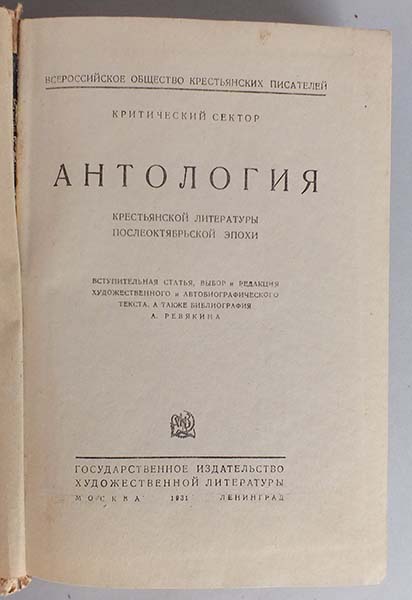 ВСЕРОССИЙСКОЕ ОБЩЕСТВО КРЕСТЬЯНСКИХ ПИСАТЕЛЕЙ
КРИТИЧЕСКИЙ СЕКТОР
АНТОЛОГИЯ
КРЕСТЬЯНСКОЙ ЛИТЕРАТУРЫ
ПОСЛЕОКТЯБРЬСКОЙ ЭПОХИ
ВСТУПИТЕЛЬНАЯ СТАТЬЯ, ВЫБОР и РЕДАКЦИЯ
ХУДОЖЕСТВЕННОГО и АВТОБИОГРАФИЧЕСКОГО
ТЕКСТА, А ТАКЖЕ БИБЛИОГРАФИЯ
А. РЕВЯКИНА
ГОСУДАРСТВЕННОЕ ИЗДАТЕЛЬСТВО
ХУДОЖЕСТВЕННОЙ ЛИТЕРАТУРЫ
МОСКВА 1931 ЛЕНИНГРАД